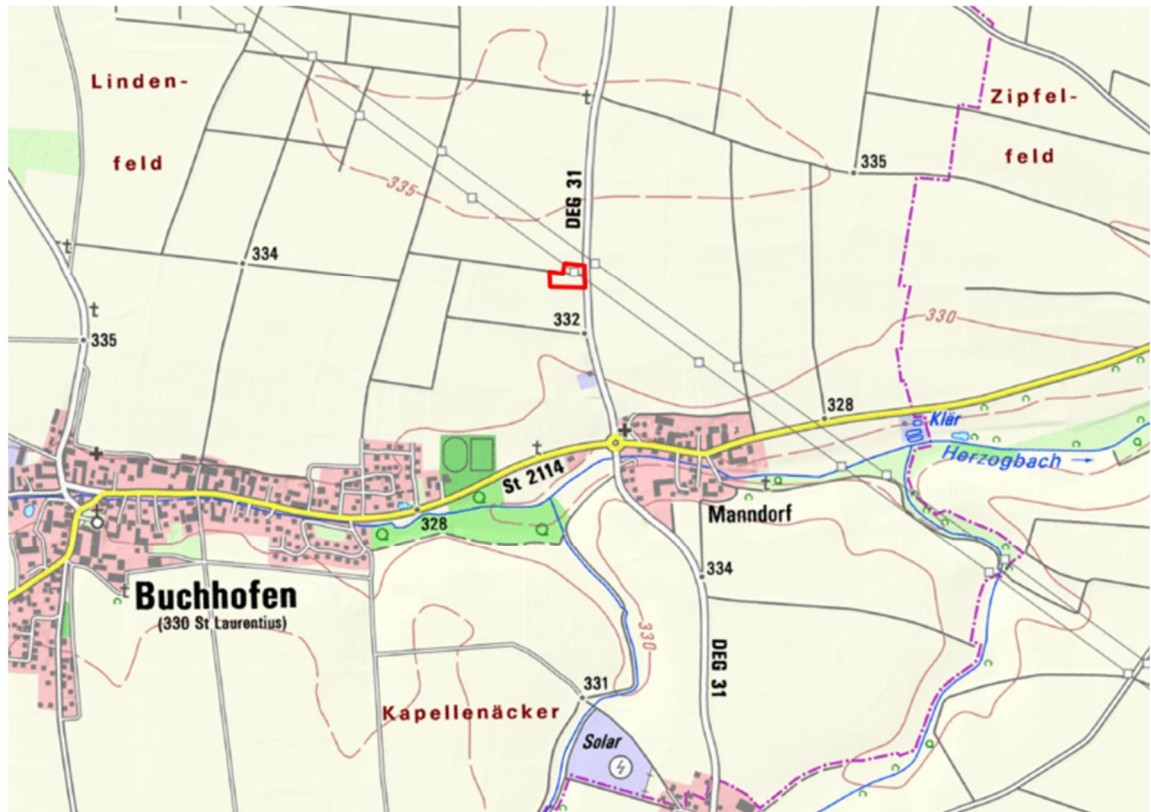 Linden-
feld
Zipfel-
feld
335
335
DEG 31
334
332
335
330
328
Klär
Herzogbach
St 2114
328
Manndorf
Buchhofen
(330 St Laurentius)
334
330
DEG 31
331
Kapellenäcker
Solar